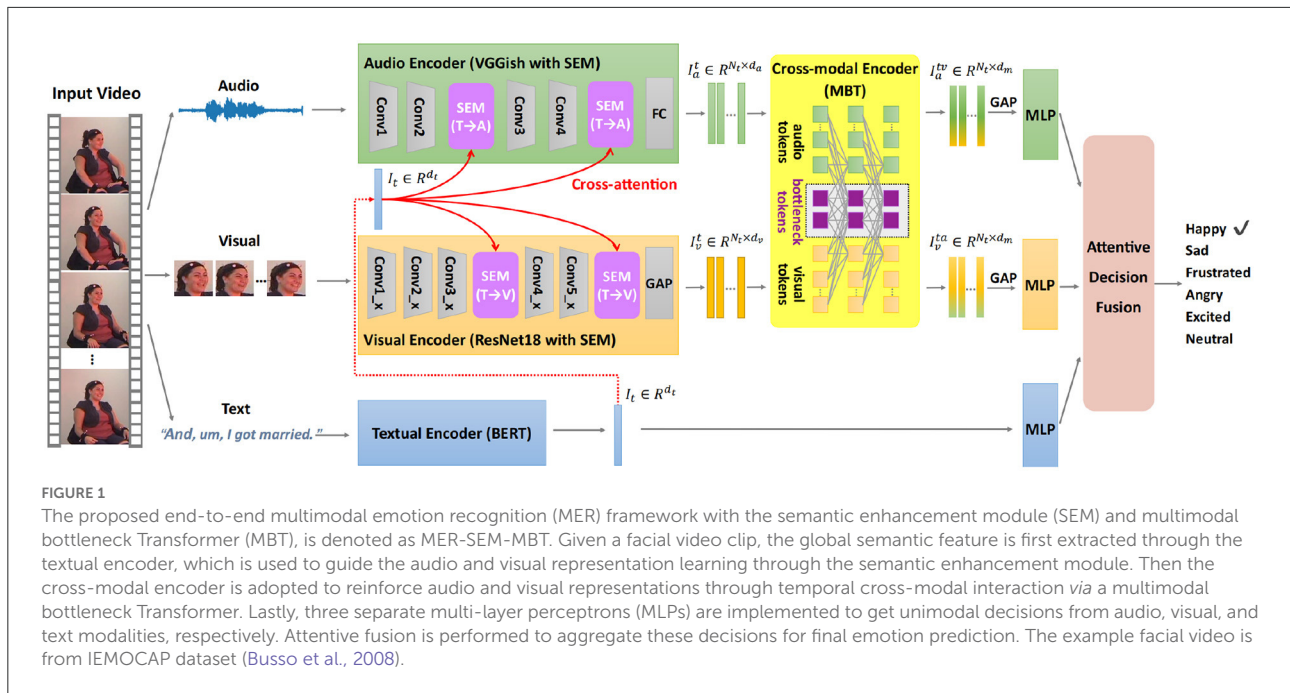 Input Video
Audio
Visual
Text
"And, um, I got married. "
Audio Encoder (VGGish with SEM)
Conv1
Conv2
SEM
(T→A)
Conv3
Conv4
SEM
(T→A)
FC
I_t ∈ R^{d_t}
Cross-attention
Conv1_x
Conv2_x
Conv3_x
SEM
(T→V)
Conv4_x
Conv5_x
SEM
(T→V)
GAP
Visual Encoder (ResNet18 with SEM)
Textual Encoder (BERT)
I_t ∈ R^{d_t}
I_a^t ∈ R^{N_t×d_a}
...
I_v^t ∈ R^{N_t×d_v}
...
Cross-modal Encoder
(MBT)
audio
tokens
bottleneck
tokens
visual
tokens
I_a^{tv} ∈ R^{N_t×d_m}
...
GAP
MLP
I_v^{ta} ∈ R^{N_t×d_m}
...
GAP
MLP
MLP
Attentive
Decision
Fusion
Happy ✓
Sad
Frustrated
Angry
Excited
Neutral
FIGURE 1
The proposed end-to-end multimodal emotion recognition (MER) framework with the semantic enhancement module (SEM) and multimodal
bottleneck Transformer (MBT), is denoted as MER-SEM-MBT. Given a facial video clip, the global semantic feature is first extracted through the
textual encoder, which is used to guide the audio and visual representation learning through the semantic enhancement module. Then the
cross-modal encoder is adopted to reinforce audio and visual representations through temporal cross-modal interaction via a multimodal
bottleneck Transformer. Lastly, three separate multi-layer perceptrons (MLPs) are implemented to get unimodal decisions from audio, visual, and
text modalities, respectively. Attentive fusion is performed to aggregate these decisions for final emotion prediction. The example facial video is
from IEMOCAP dataset (Busso et al., 2008).